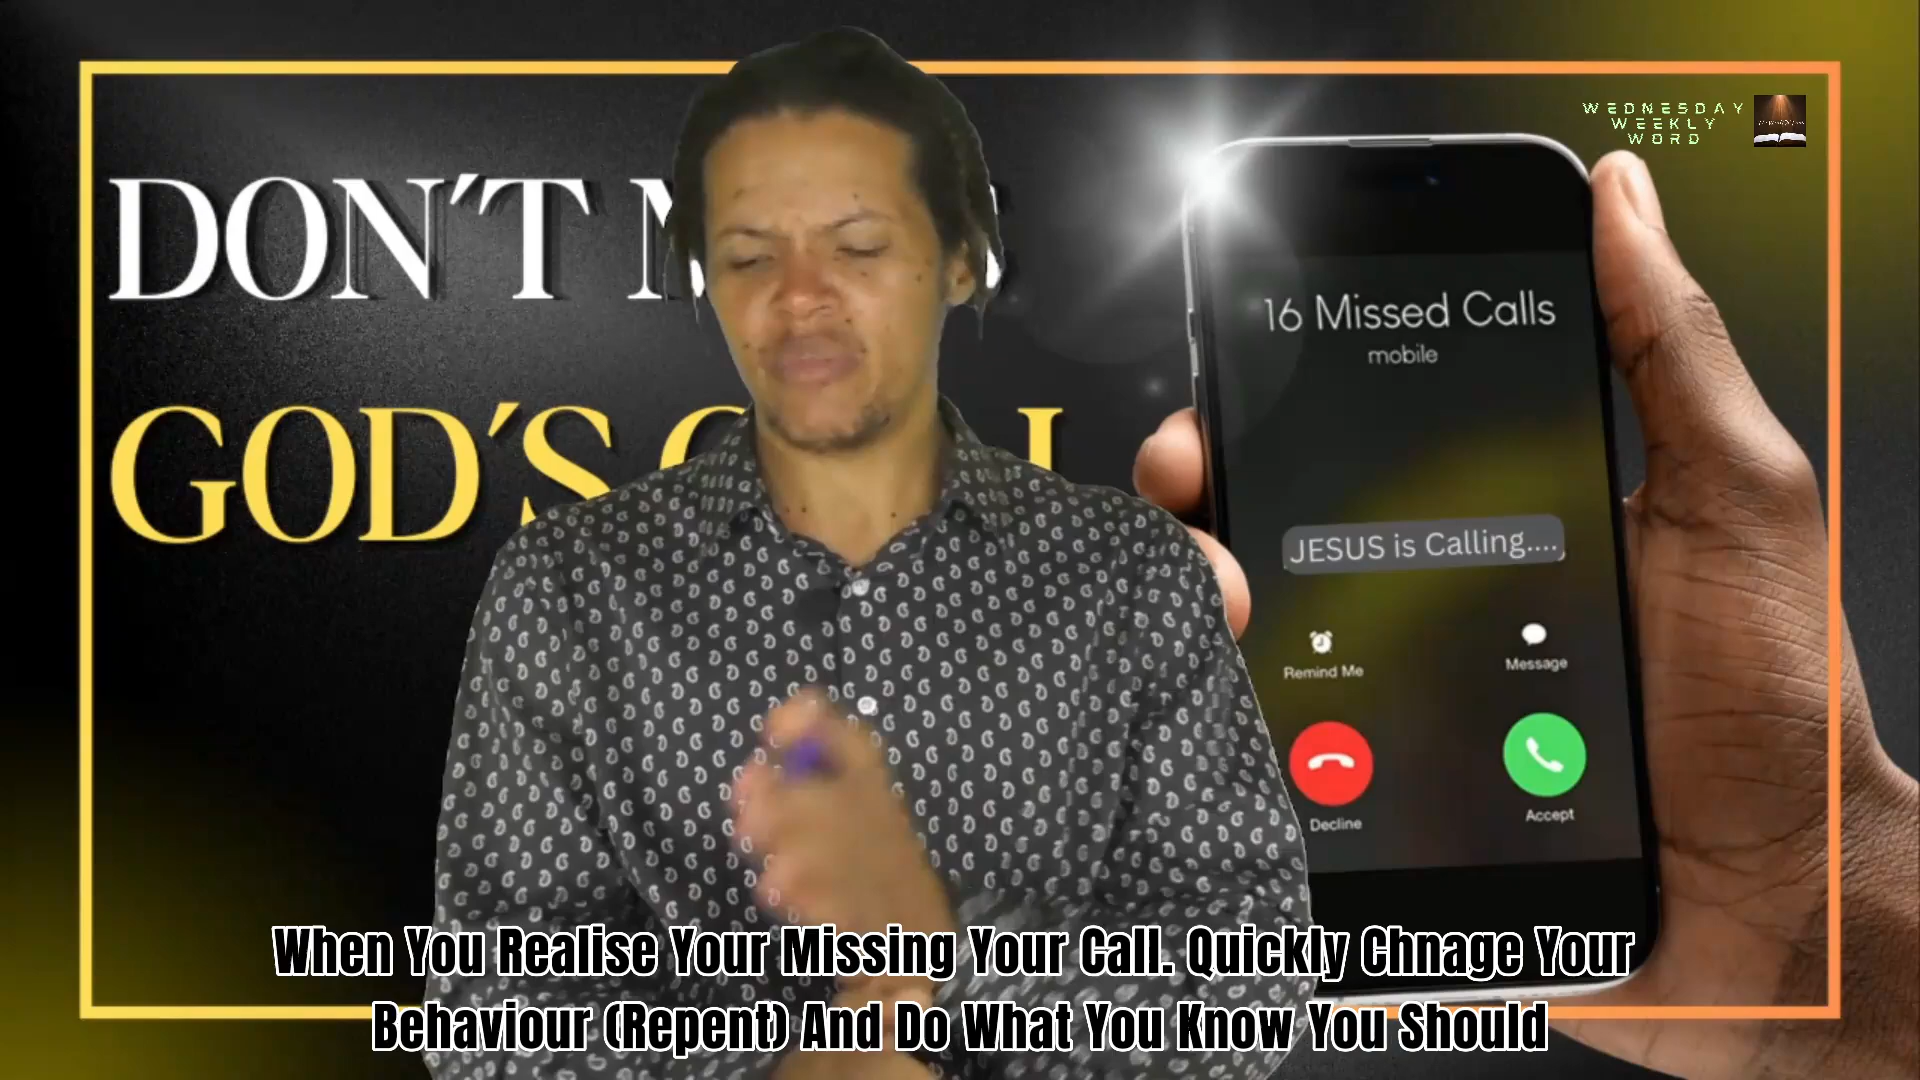 DON'T M
GOD'S
WEDNESDAY
WEEKLY
WORD
16 Missed Calls
mobile
JESUS is Calling....
Remind Me
Message
Decline
Accept
When You Realise Your Missing Your Call. Quickly Chnage Your
Behaviour (Repent) And Do What You Know You Should